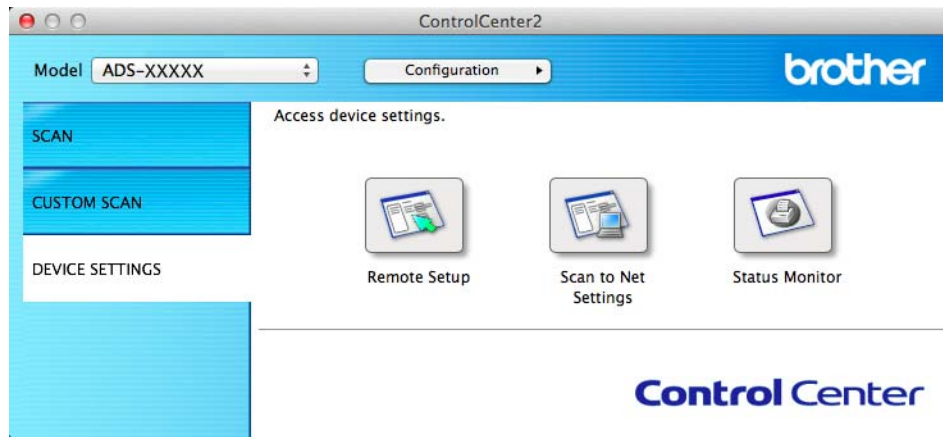 ControlCenter2
Model
ADS-XXXXX
Configuration
brother
SCAN
CUSTOM SCAN
DEVICE SETTINGS
Access device settings.
Remote Setup
Scan to Net
Settings
Status Monitor
Control Center